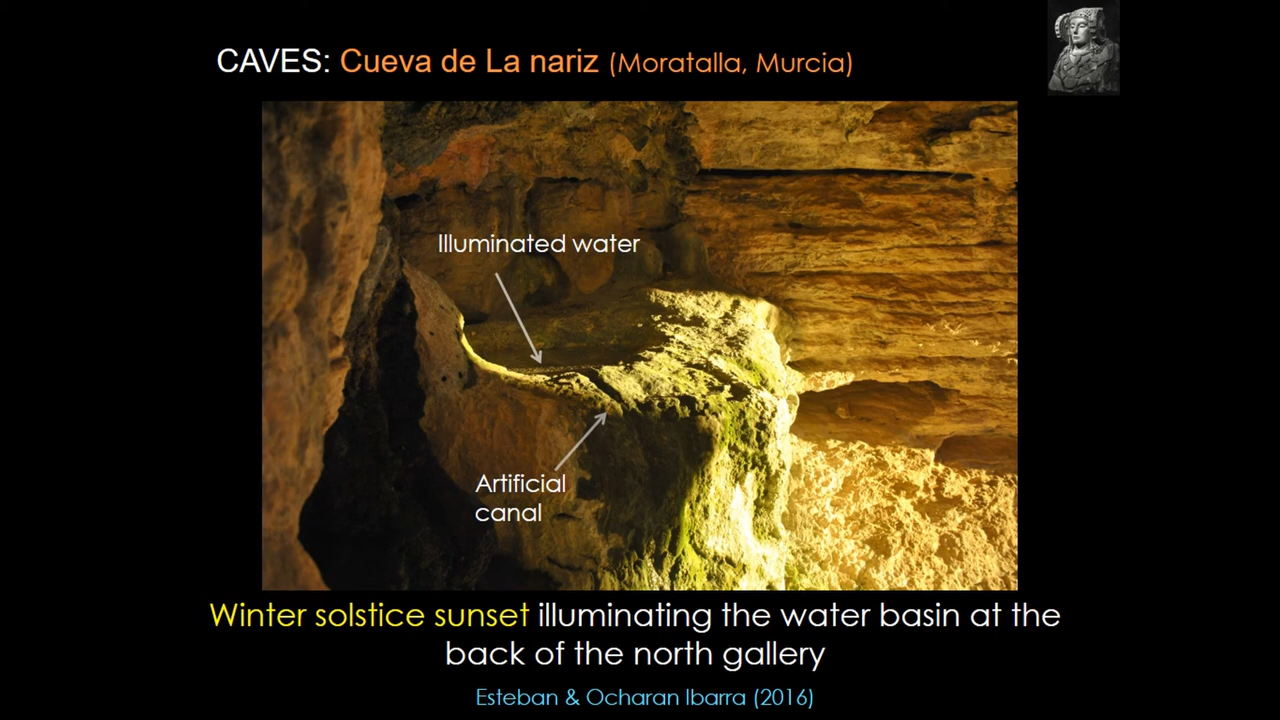 CAVES: Cueva de La nariz (Moratalla, Murcia)
Illuminated water
Artificial
canal
Winter solstice sunset illuminating the water basin at the
back of the north gallery
Esteban & Ocharan Ibarra (2016)